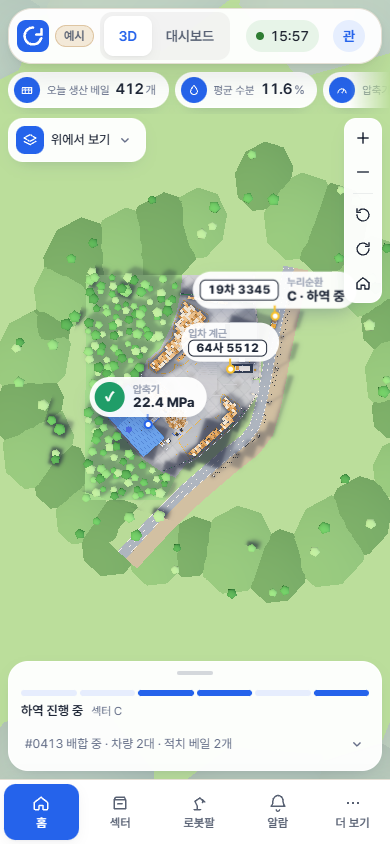 예시
3D
대시보드
15:57
관
오늘 생산 베일 412개
평균 수분 11.6%
위에서 보기
19차 3345
누리순환
C · 하역 중
입차 계근
64사 5512
압축기
22.4 MPa
하역 진행 중 섹터 C
#0413 배합 중 · 차량 2대 · 적치 베일 2개
홈
섹터
로봇팔
알람
더 보기